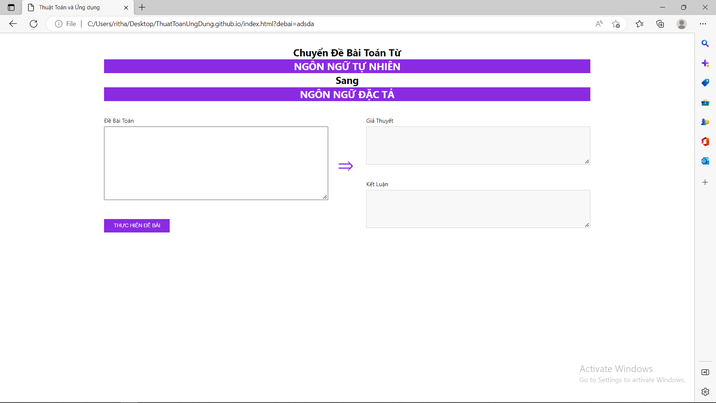 Thuật Toán và Ứng dụng
File
C:/Users/ritha/Desktop/ThuatToanUngDung.github.io/index.html?debai=adsda
Chuyển Đề Bài Toán Từ
NGÔN NGỮ TỰ NHIÊN
Sang
NGÔN NGỮ ĐẶC TẢ
Đề Bài Toán
Giả Thuyết
Kết Luận
THỰC HIỆN ĐỀ BÀI
Activate Windows
Go to Settings to activate Windows.